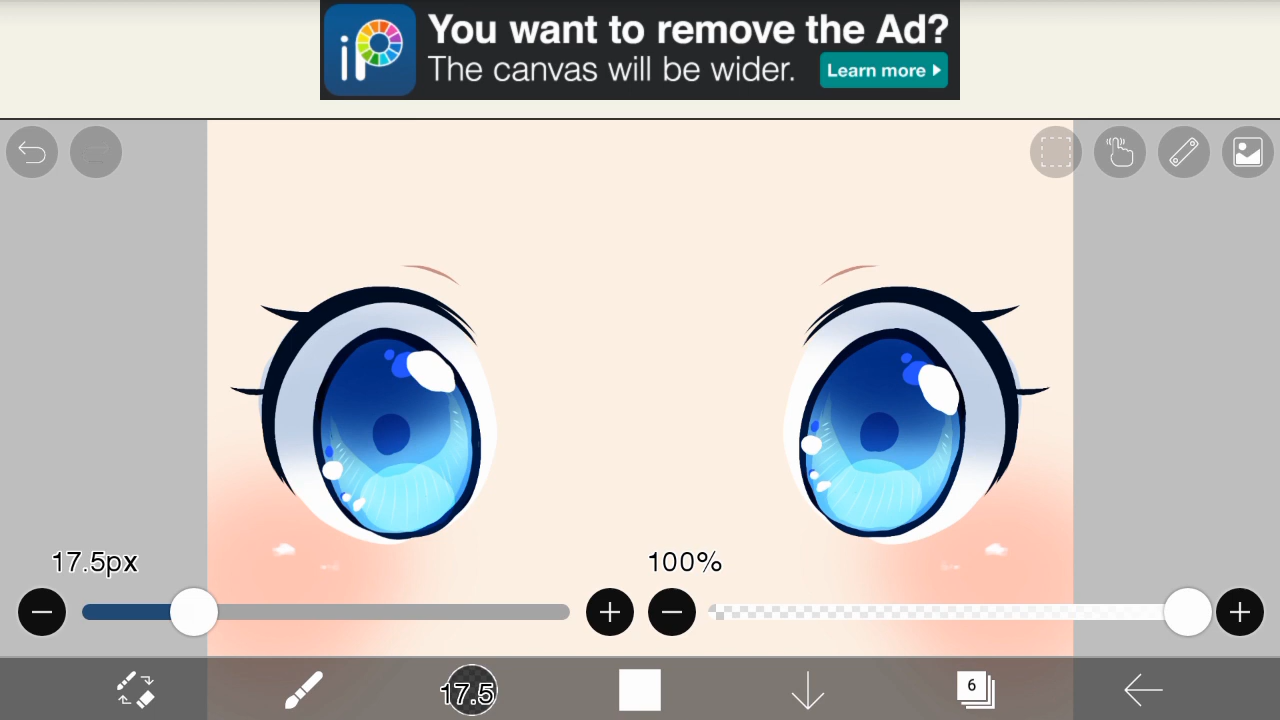 iP
You want to remove the Ad?
The canvas will be wider.
Learn more
17.5px
100%
17.5
6